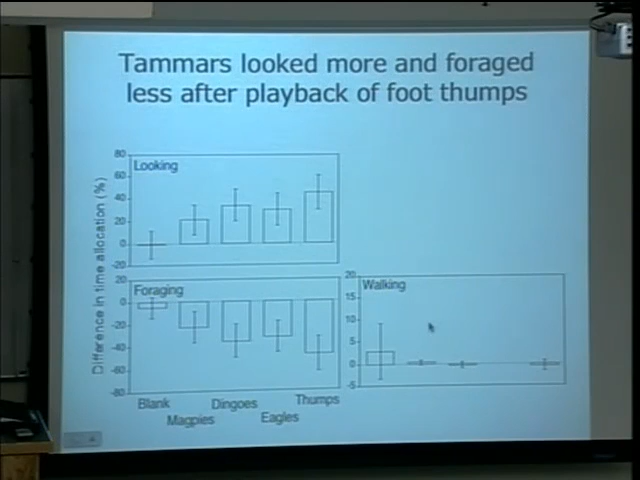 Tammars looked more and foraged
less after playback of foot thumps
Difference in time allocation (%)
80
Looking
60
40
20
0
-20
20
Foraging
0
-20
-40
-60
-80
20
Walking
15
10
5
0
-5
Blank
Magpies
Dingoes
Eagles
Thumps